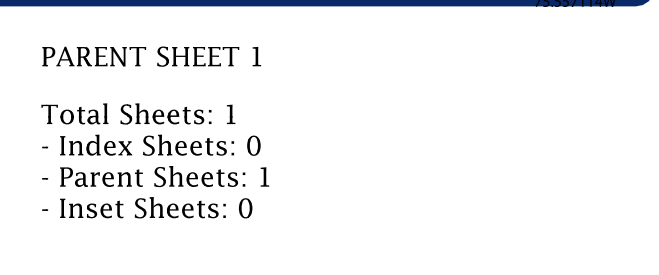 PARENT SHEET 1
Total Sheets: 1
- Index Sheets: 0
- Parent Sheets: 1
- Inset Sheets: 0